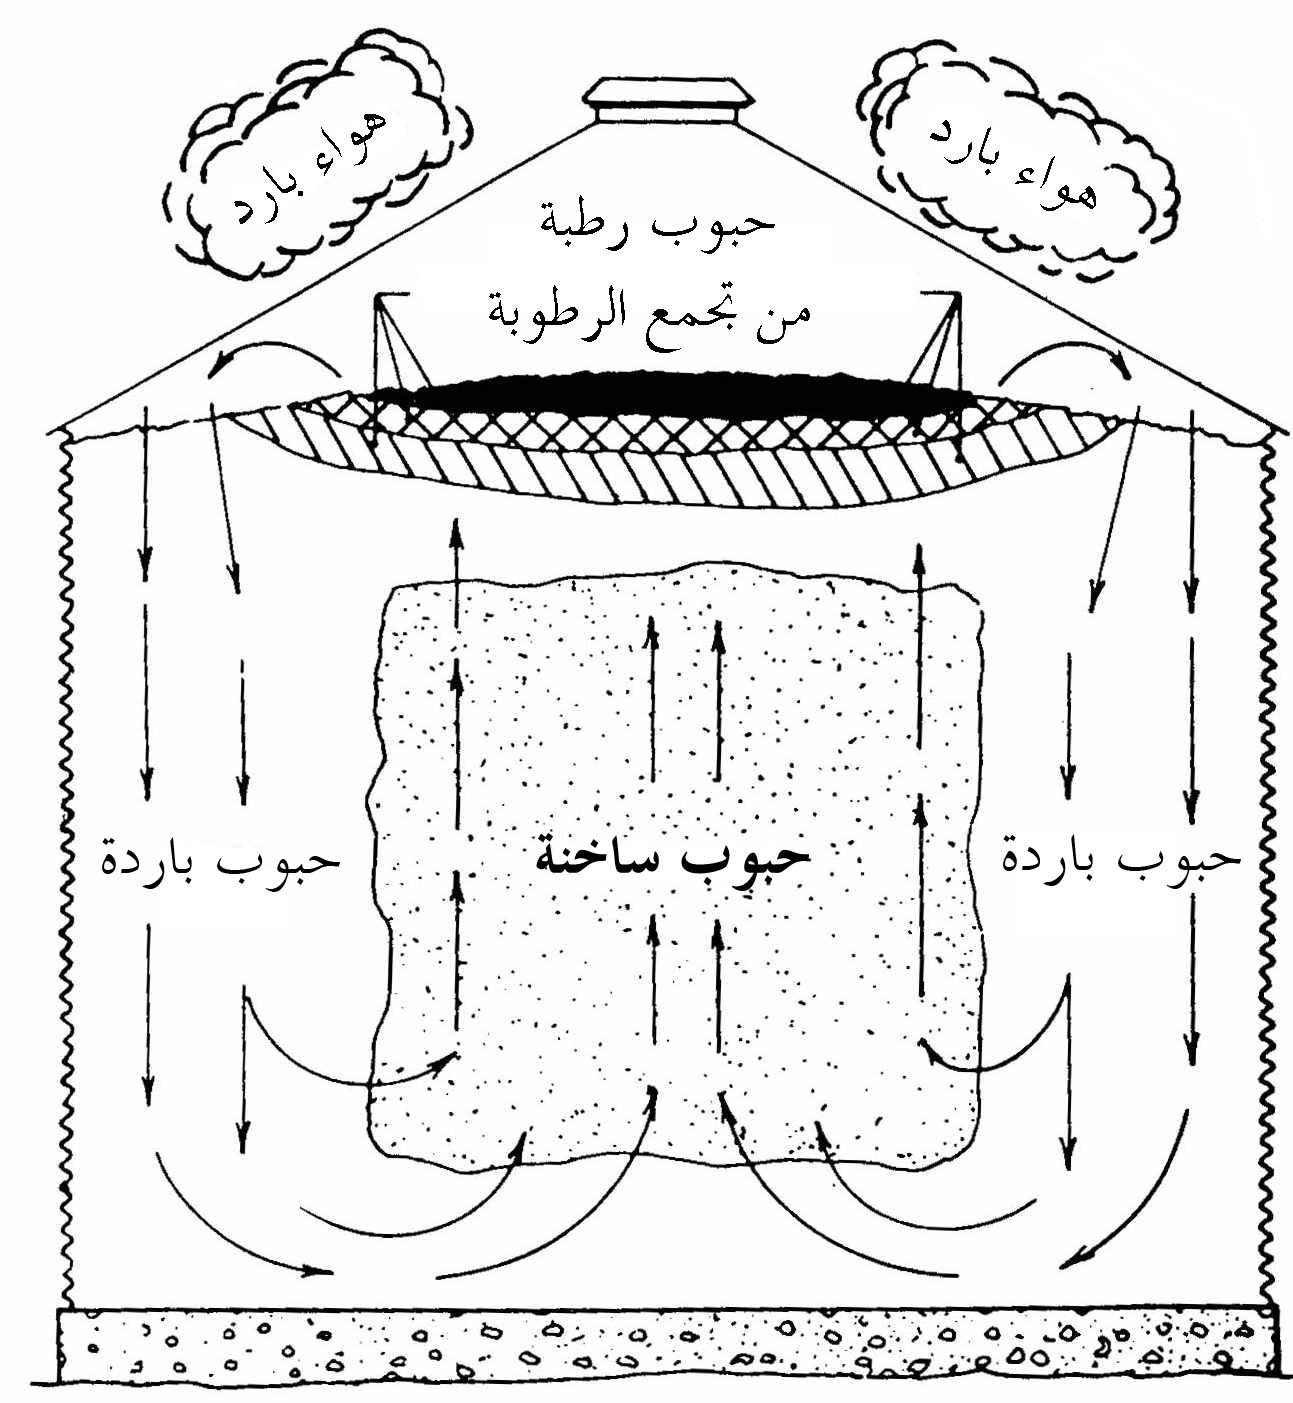 هواء بارد
هواء بارد
حبوب رطبة
من تجمع الرطوبة
حبوب باردة
حبوب ساخنة
حبوب باردة